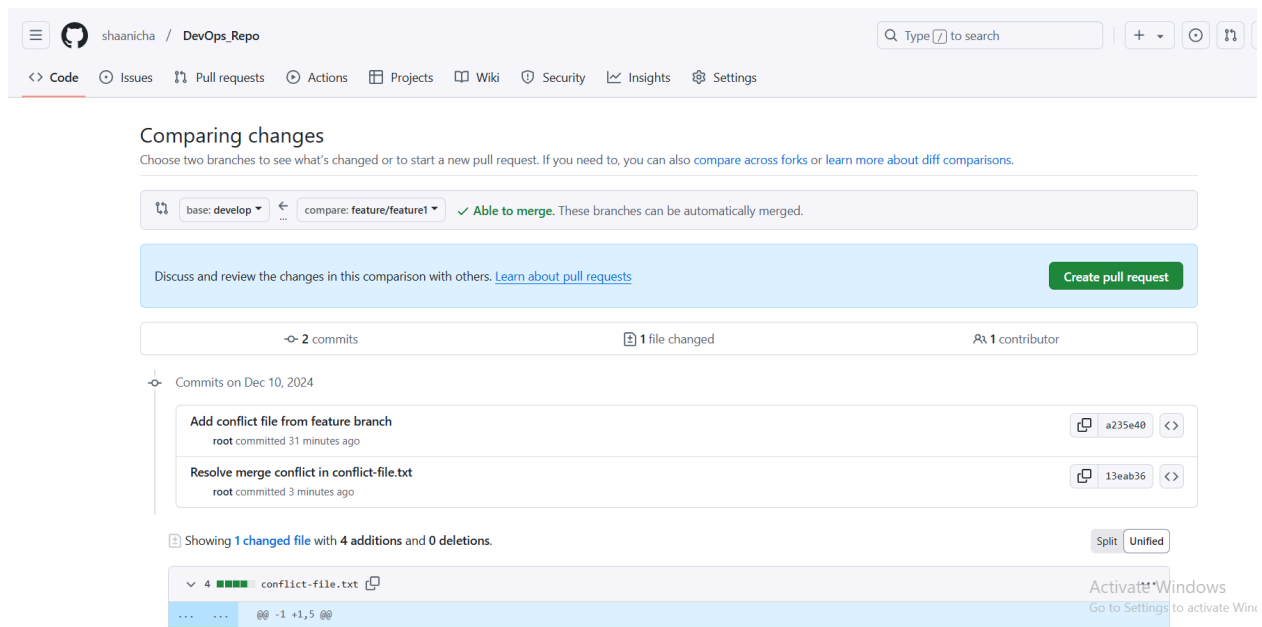 shaanicha / DevOps_Repo
Type / to search
Code Issues Pull requests Actions Projects Wiki Security Insights Settings
Comparing changes
Choose two branches to see what's changed or to start a new pull request. If you need to, you can also compare across forks or learn more about diff comparisons.
base: develop ... compare: feature/feature1 Able to merge. These branches can be automatically merged.
Discuss and review the changes in this comparison with others. Learn about pull requests
Create pull request
2 commits 1 file changed 1 contributor
Commits on Dec 10, 2024
Add conflict file from feature branch
root committed 31 minutes ago
a235e40
Resolve merge conflict in conflict-file.txt
root committed 3 minutes ago
13eab36
Showing 1 changed file with 4 additions and 0 deletions.
Split Unified
4 conflict-file.txt
... ... @@ -1 +1,5 @@
Activate Windows
Go to Settings to activate